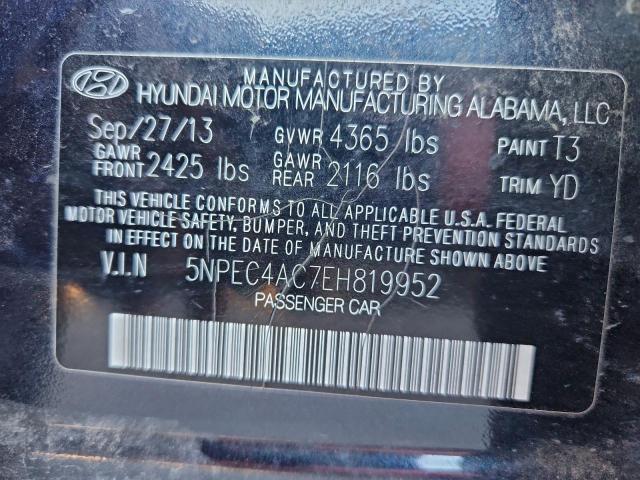 MANUFACTURED BY
HYUNDAI MOTOR MANUFACTURING ALABAMA, LLC
Sep/27/13 GVWR 4365 lbs PAINT T3
GAWR FRONT 2425 lbs GAWR REAR 2116 lbs TRIM YD
THIS VEHICLE CONFORMS TO ALL APPLICABLE U.S.A. FEDERAL
MOTOR VEHICLE SAFETY, BUMPER, AND THEFT PREVENTION STANDARDS
IN EFFECT ON THE DATE OF MANUFACTURE SHOWN ABOVE.
V.I.N 5NPEC4AC7EH819952
PASSENGER CAR